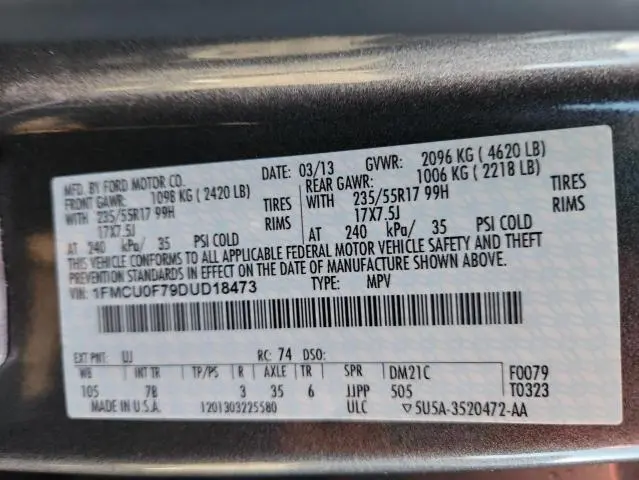 MFD. BY FORD MOTOR CO.
DATE: 03/13 GVWR: 2096 KG ( 4620 LB)
FRONT GAWR: 1098 KG ( 2420 LB) REAR GAWR: 1006 KG ( 2218 LB)
WITH 235/55R17 99H TIRES WITH 235/55R17 99H TIRES
17X7.5J RIMS 17X7.5J RIMS
AT 240 kPa/ 35 PSI COLD AT 240 kPa/ 35 PSI COLD
THIS VEHICLE CONFORMS TO ALL APPLICABLE FEDERAL MOTOR VEHICLE SAFETY AND THEFT
PREVENTION STANDARDS IN EFFECT ON THE DATE OF MANUFACTURE SHOWN ABOVE.
VIN: 1FMCU0F79DUD18473 TYPE: MPV
EXT PNT: UJ RC: 74 DSO: F0079
WB INT TR TP/PS R AXLE TR SPR DM21C T0323
105 7B 3 35 6 JJPP 505
MADE IN U.S.A. 1201303225580 ULC ▽5U5A-3520472-AA